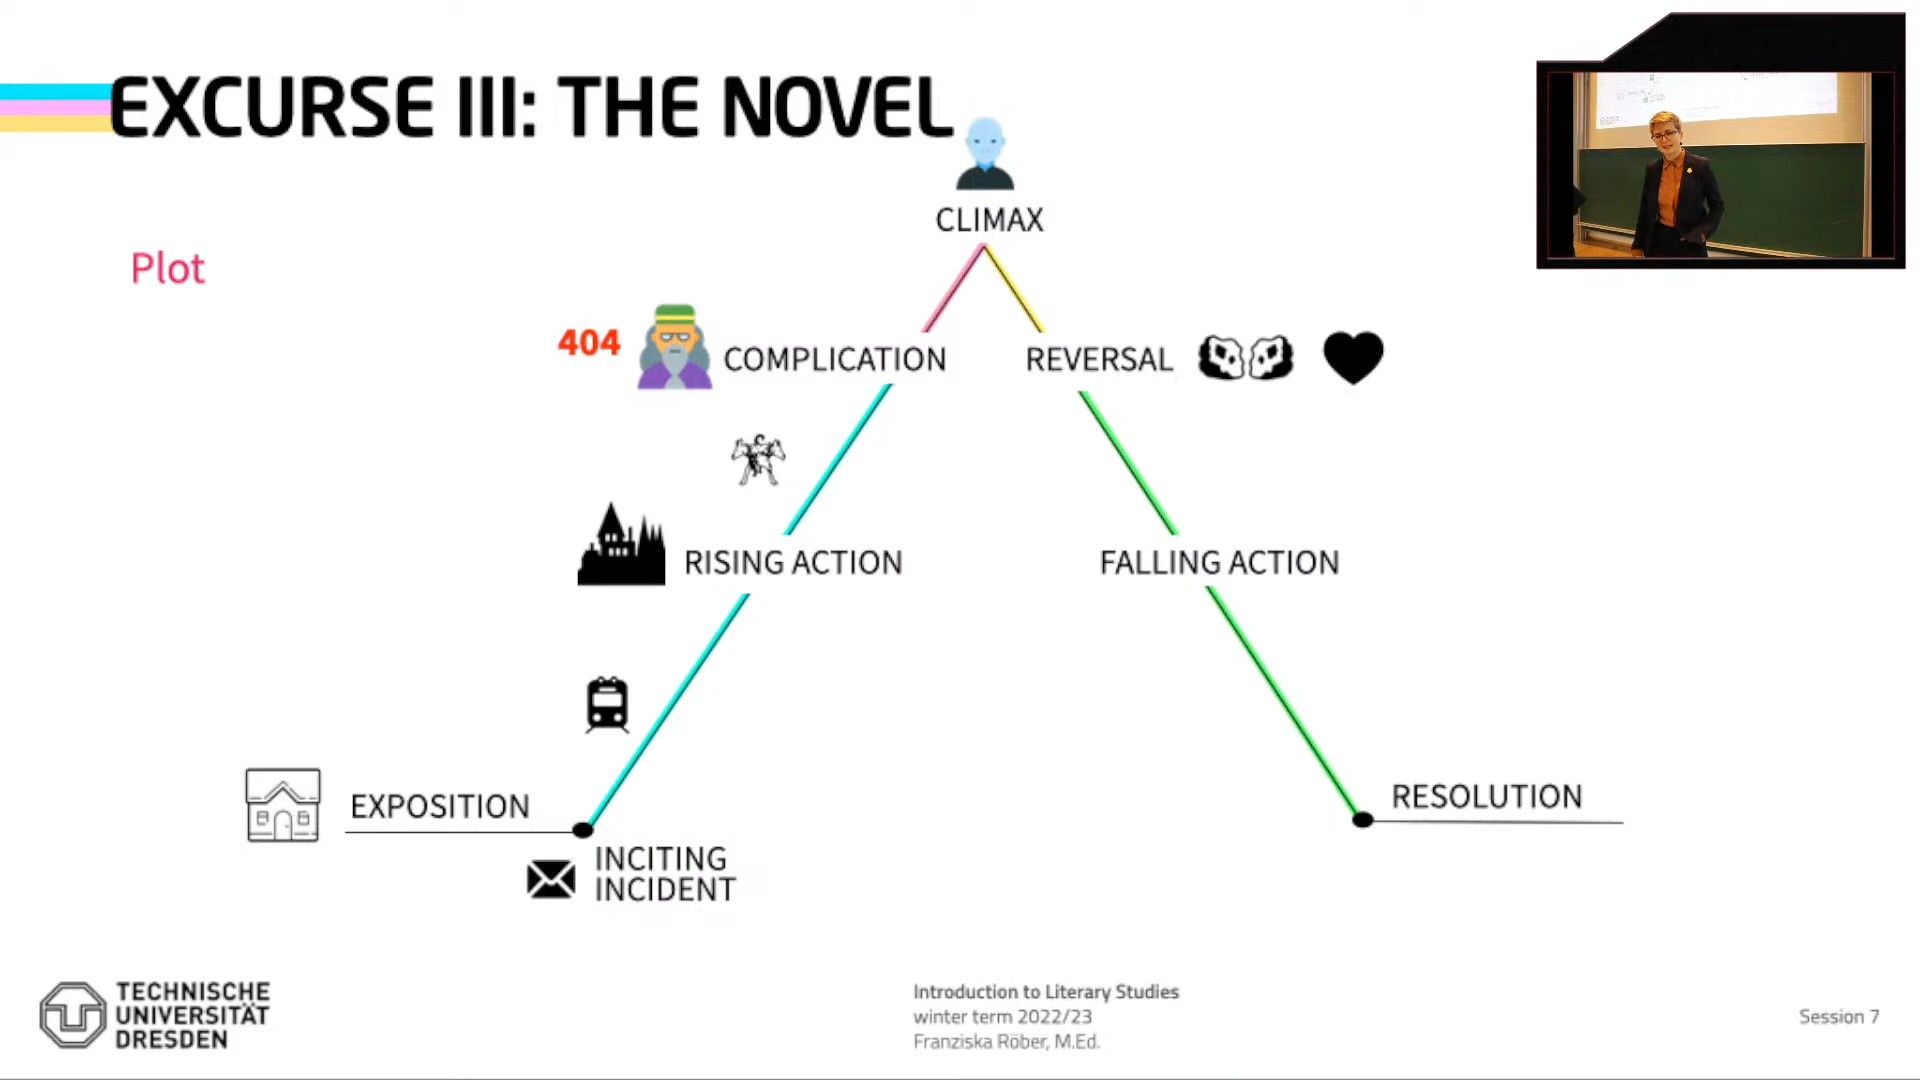 EXCURSE III: THE NOVEL
CLIMAX
Plot
404
COMPLICATION
REVERSAL
RISING ACTION
FALLING ACTION
EXPOSITION
RESOLUTION
INCITING
INCIDENT
TECHNISCHE
UNIVERSITÄT
DRESDEN
Introduction to Literary Studies
winter term 2022/23
Franziska Röber, M.Ed.
Session 7